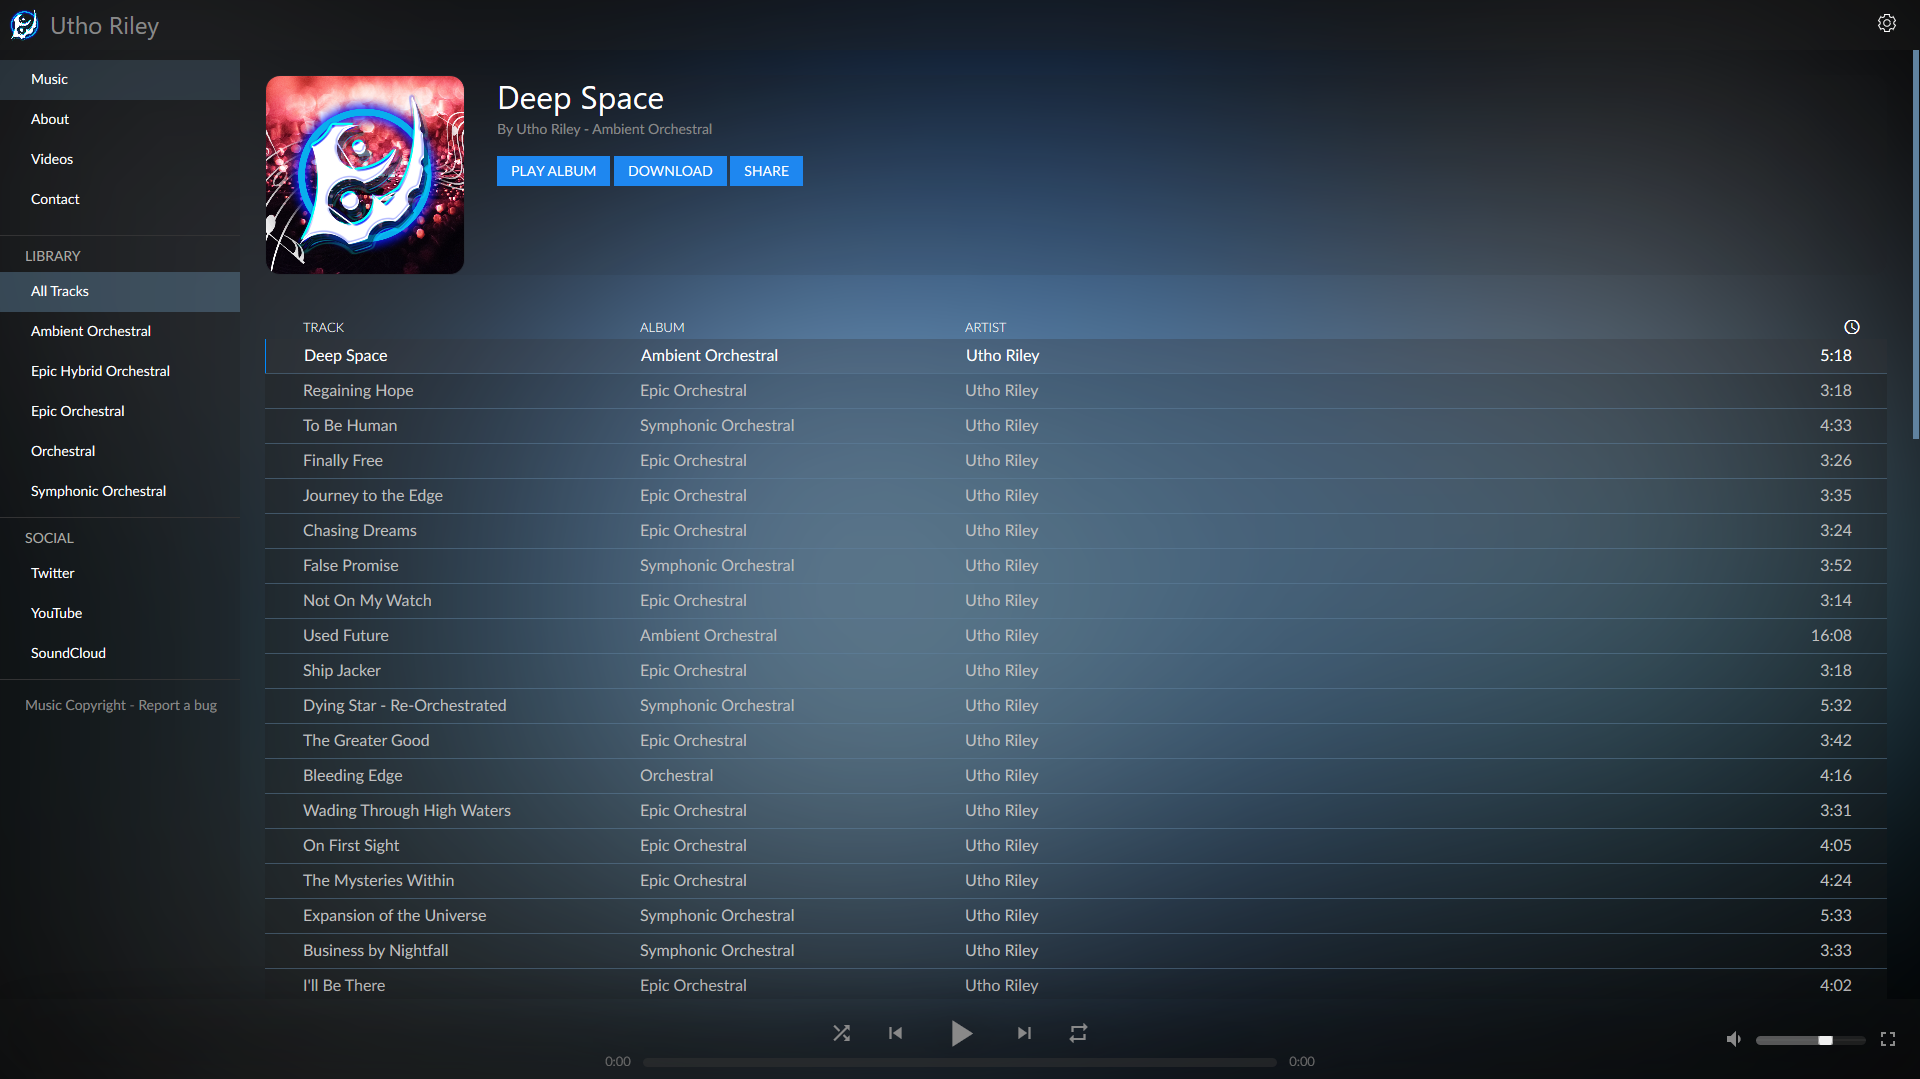 Utho Riley
Music
About
Videos
Contact
LIBRARY
All Tracks
Ambient Orchestral
Epic Hybrid Orchestral
Epic Orchestral
Orchestral
Symphonic Orchestral
SOCIAL
Twitter
YouTube
SoundCloud
Music Copyright - Report a bug
Deep Space
By Utho Riley - Ambient Orchestral
PLAY ALBUM DOWNLOAD SHARE
TRACK ALBUM ARTIST
Deep Space Ambient Orchestral Utho Riley 5:18
Regaining Hope Epic Orchestral Utho Riley 3:18
To Be Human Symphonic Orchestral Utho Riley 4:33
Finally Free Epic Orchestral Utho Riley 3:26
Journey to the Edge Epic Orchestral Utho Riley 3:35
Chasing Dreams Epic Orchestral Utho Riley 3:24
False Promise Symphonic Orchestral Utho Riley 3:52
Not On My Watch Epic Orchestral Utho Riley 3:14
Used Future Ambient Orchestral Utho Riley 16:08
Ship Jacker Epic Orchestral Utho Riley 3:18
Dying Star - Re-Orchestrated Symphonic Orchestral Utho Riley 5:32
The Greater Good Epic Orchestral Utho Riley 3:42
Bleeding Edge Orchestral Utho Riley 4:16
Wading Through High Waters Epic Orchestral Utho Riley 3:31
On First Sight Epic Orchestral Utho Riley 4:05
The Mysteries Within Epic Orchestral Utho Riley 4:24
Expansion of the Universe Symphonic Orchestral Utho Riley 5:33
Business by Nightfall Symphonic Orchestral Utho Riley 3:33
I'll Be There Epic Orchestral Utho Riley 4:02
0:00 0:00